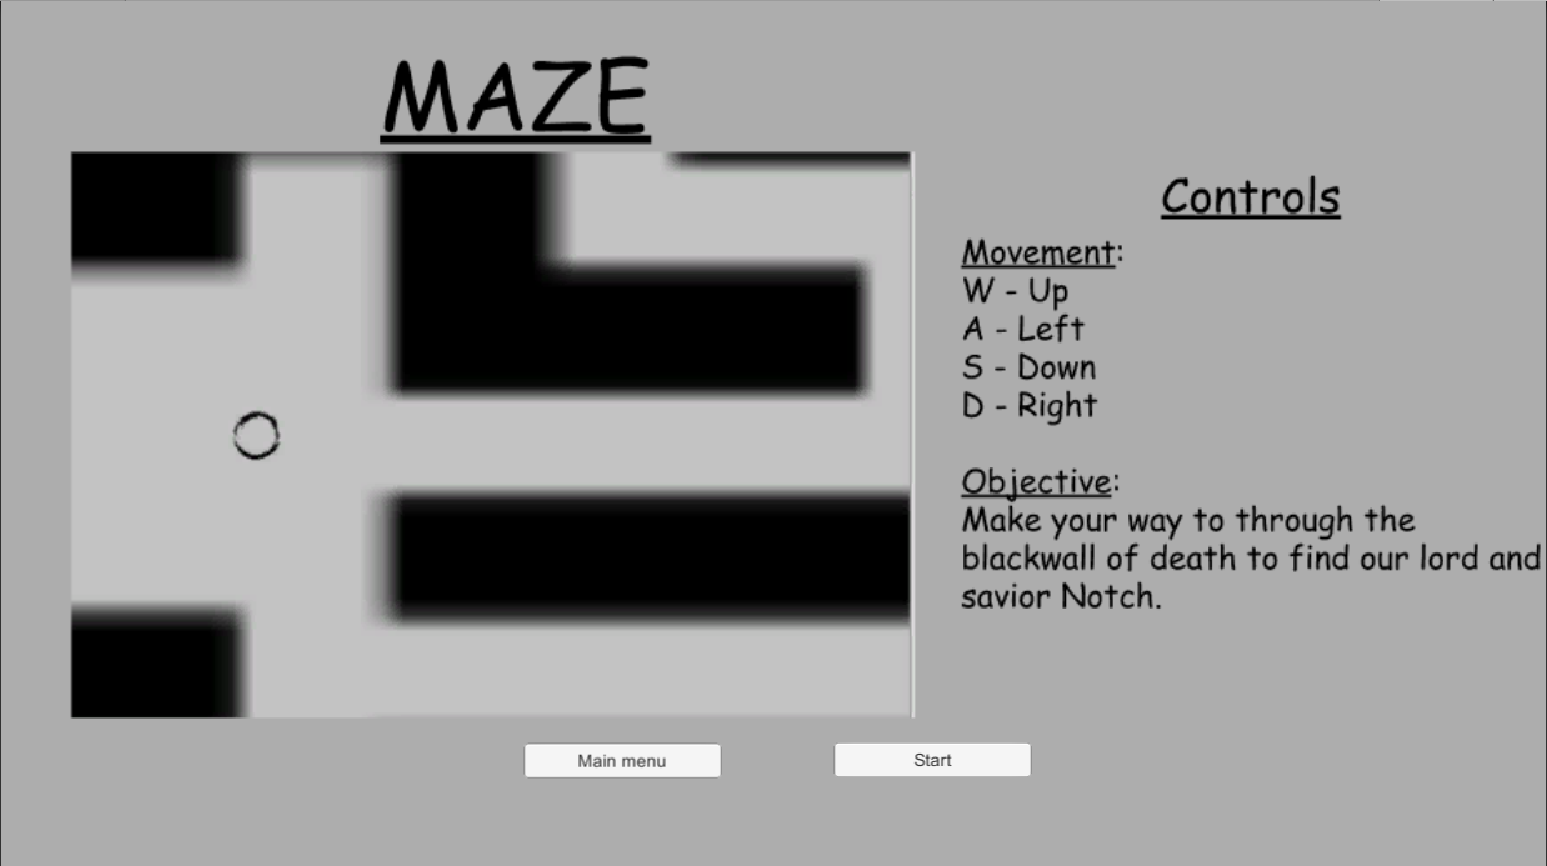 MAZE
Controls
Movement:
W - Up
A - Left
S - Down
D - Right
Objective:
Make your way to through the
blackwall of death to find our lord and
savior Notch.
Main menu
Start